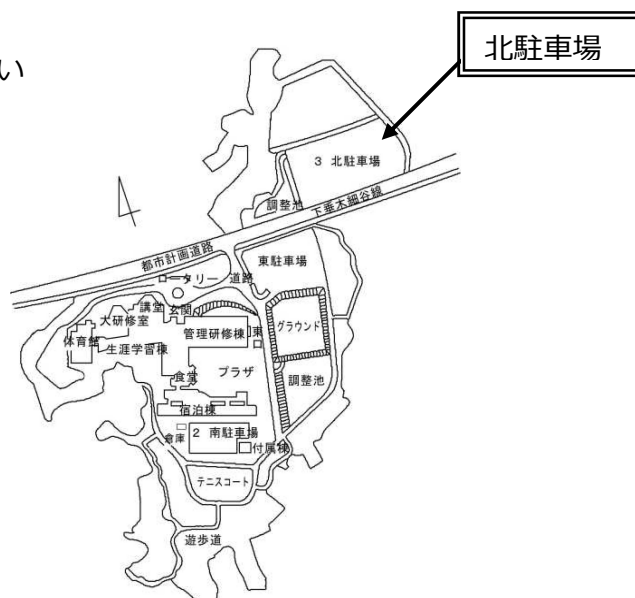 い
北駐車場
3 北駐車場
調整池
下垂木細谷線
都市計画道路
東駐車場
ロータリー 道路
講堂
玄関
グラウンド
大研修室
管理研修棟
東口
体育館
生涯学習棟
食堂
プラザ
調整池
宿泊棟
倉庫
2 南駐車場
付属棟
テニスコート
遊歩道